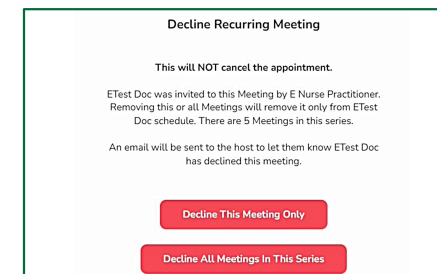 Decline Recurring Meeting
This will NOT cancel the appointment.
ETest Doc was invited to this Meeting by E Nurse Practitioner.
Removing this or all Meetings will remove it only from ETest
Doc schedule. There are 5 Meetings in this series.
An email will be sent to the host to let them know ETest Doc
has declined this meeting.
Decline This Meeting Only
Decline All Meetings In This Series